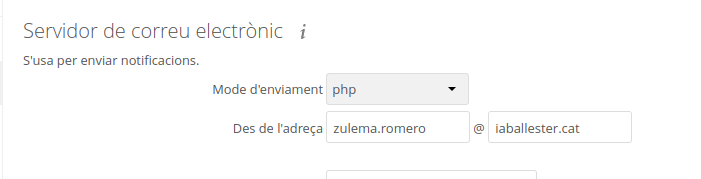 Servidor de correu electrònic i
S'usa per enviar notificacions.
Mode d'enviament php
Des de l'adreça zulema.romero @ iaballester.cat